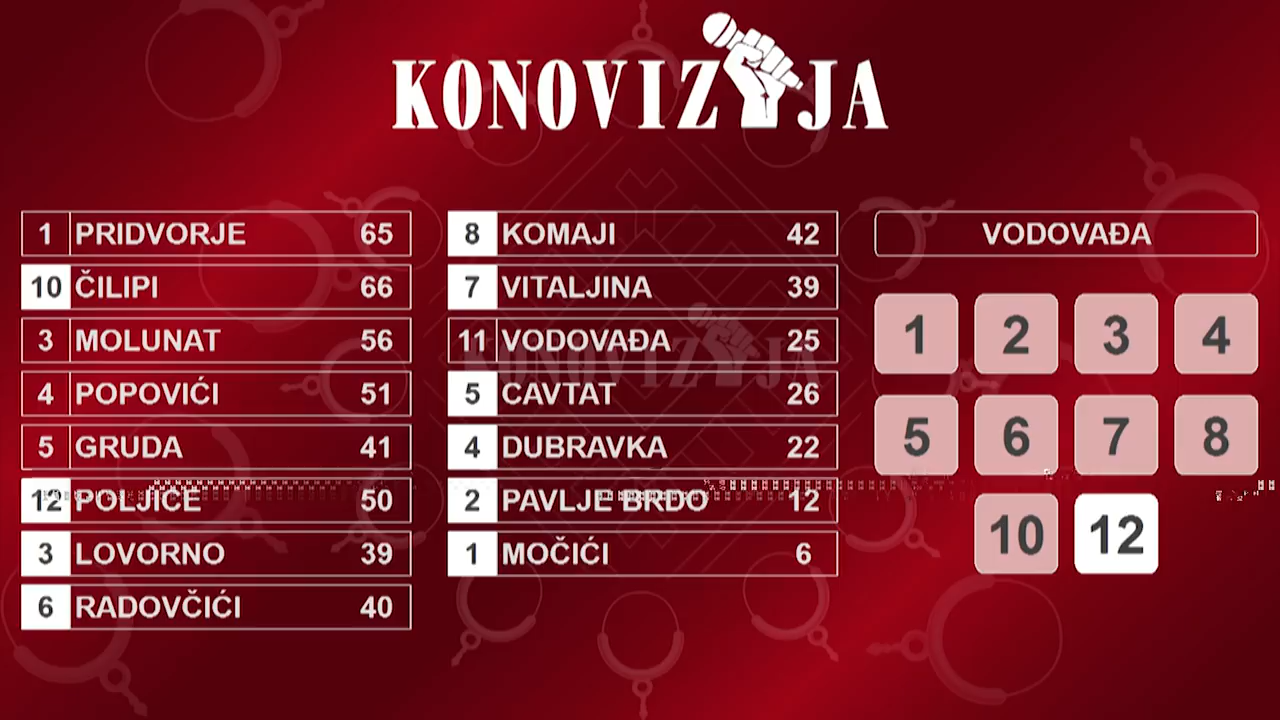 KONOVIZIJA
1 PRIDVORJE 65
10 ČILIPI 66
3 MOLUNAT 56
4 POPOVIĆI 51
5 GRUDA 41
12 POLJICE 50
3 LOVORNO 39
6 RADOVČIĆI 40
8 KOMAJI 42
7 VITALJINA 39
11 VODOVAĐA 25
5 CAVTAT 26
4 DUBRAVKA 22
2 PAVLJE BRDO 12
1 MOČIĆI 6
KONOVIZIJA
VODOVAĐA
1 2 3 4
5 6 7 8
10 12